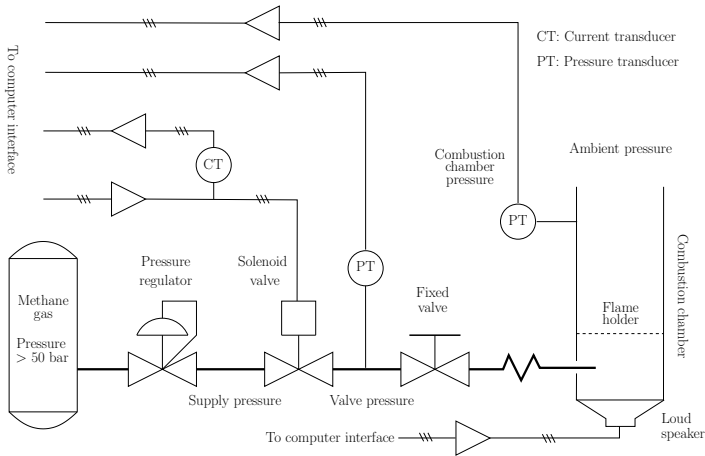 CT: Current transducer
PT: Pressure transducer
To computer interface
CT
Combustion
chamber
pressure
Ambient pressure
PT
Combustion chamber
Pressure
regulator
Solenoid
valve
PT
Fixed
valve
Methane
gas
Pressure
> 50 bar
Flame
holder
Supply pressure
Valve pressure
To computer interface
Loud
speaker